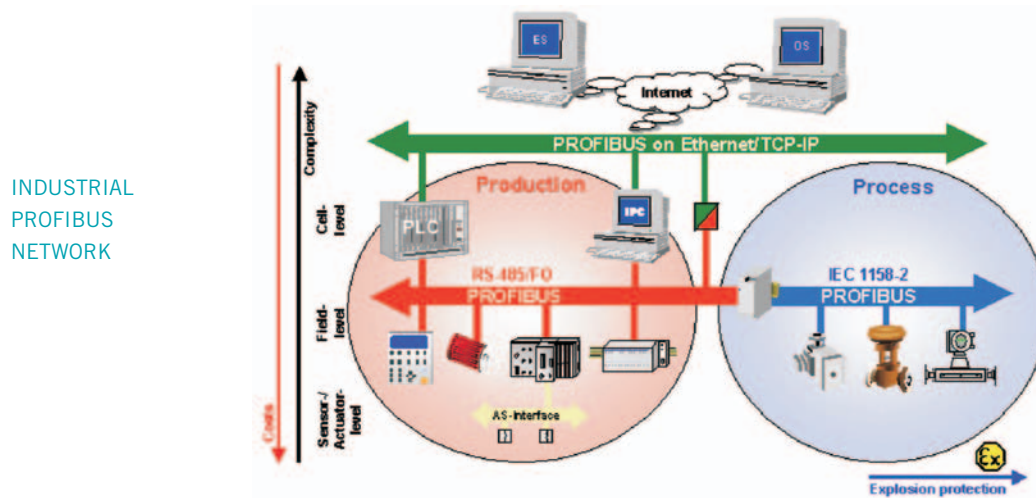 INDUSTRIAL
PROFIBUS
NETWORK
ES
OS
Internet
PROFIBUS on Ethernet/TCP-IP
Complexity
Costs
Cell-
level
Field-
level
Sensor-/
Actuator-
level
Production
Process
PLC
IPC
RS-485/FO
PROFIBUS
IEC 1158-2
PROFIBUS
AS-Interface
Ex
Explosion protection